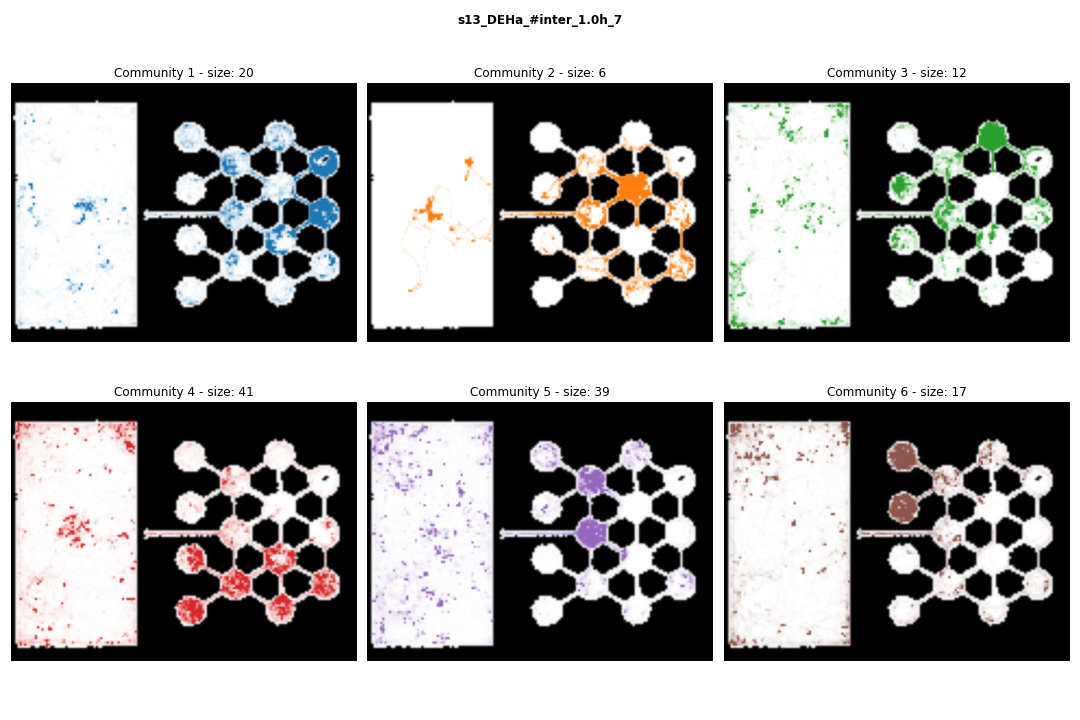 s13_DEHa_#inter_1.0h_7
Community 1 - size: 20
Community 2 - size: 6
Community 3 - size: 12
Community 4 - size: 41
Community 5 - size: 39
Community 6 - size: 17